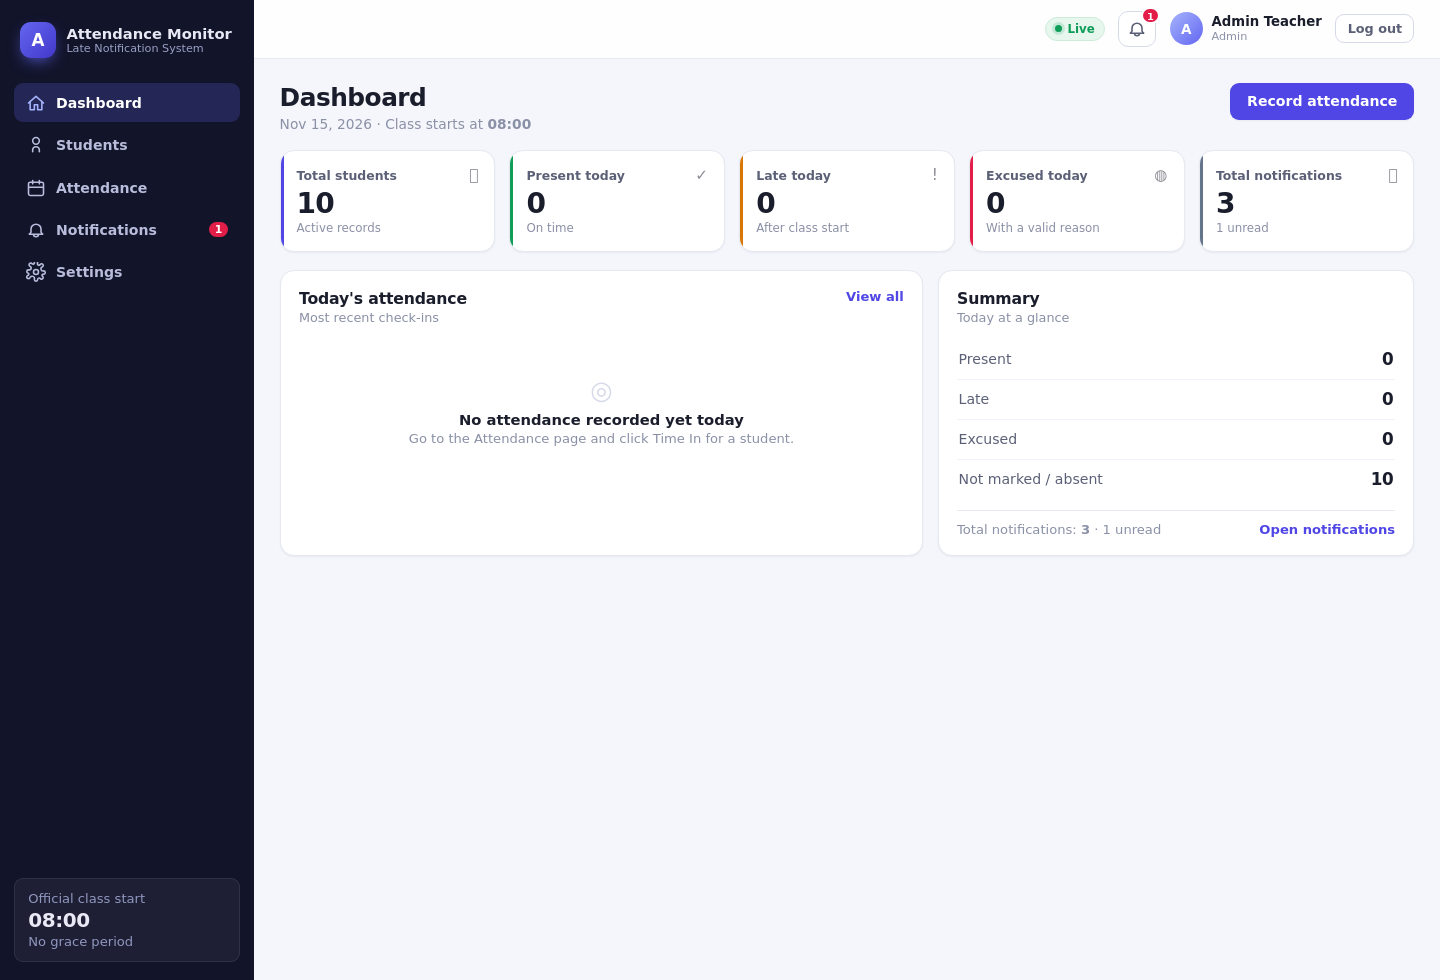 A
Attendance Monitor
Late Notification System
Dashboard
Students
Attendance
Notifications 1
Settings
Official class start
08:00
No grace period
Live
1
A
Admin Teacher
Admin
Log out
Dashboard
Nov 15, 2026 · Class starts at 08:00
Record attendance
Total students
10
Active records
Present today ✓
0
On time
Late today !
0
After class start
Excused today
0
With a valid reason
Total notifications
3
1 unread
Today's attendance
View all
Most recent check-ins
No attendance recorded yet today
Go to the Attendance page and click Time In for a student.
Summary
Today at a glance
Present 0
Late 0
Excused 0
Not marked / absent 10
Total notifications: 3 · 1 unread
Open notifications